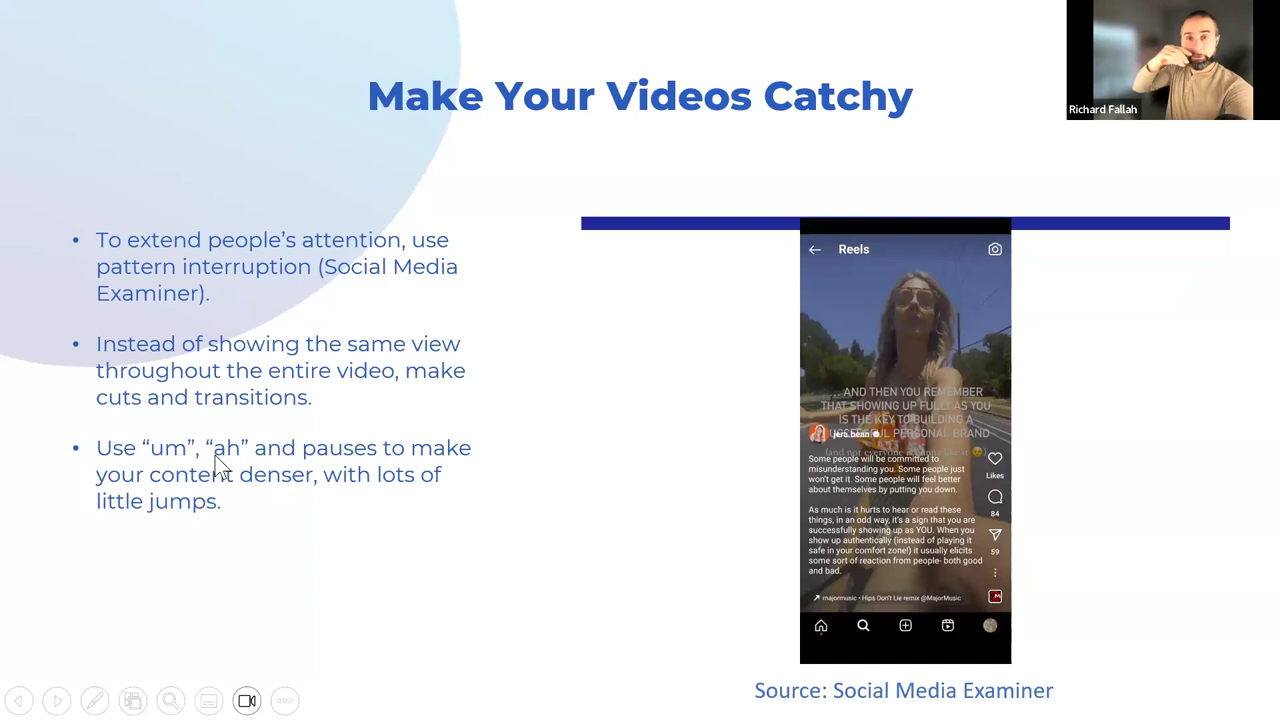 Make Your Videos Catchy
Richard Fallah
• To extend people’s attention, use
pattern interruption (Social Media
Examiner).
• Instead of showing the same view
throughout the entire video, make
cuts and transitions.
• Use “um”, “ah” and pauses to make
your content denser, with lots of
little jumps.
Reels
...AND THEN YOU REMEMBER
THAT SHOWING UP FULLY AS YOU
IS THE KEY TO BUILDING A
SUCCESSFUL PERSONAL BRAND
jera.bean
Some people will be committed to
misunderstanding you. Some people just
won't get it. Some people will feel better
about themselves by putting you down.
As much is it hurts to hear or read these
things, in an odd way, it's a sign that you are
successfully showing up as YOU. When you
show up authentically (instead of playing it
safe in your comfort zone!) it usually elicits
some sort of reaction from people- both good
and bad.
Likes
84
59
majormusic • Hips Don't Lie remix @MajorMusic
Source: Social Media Examiner